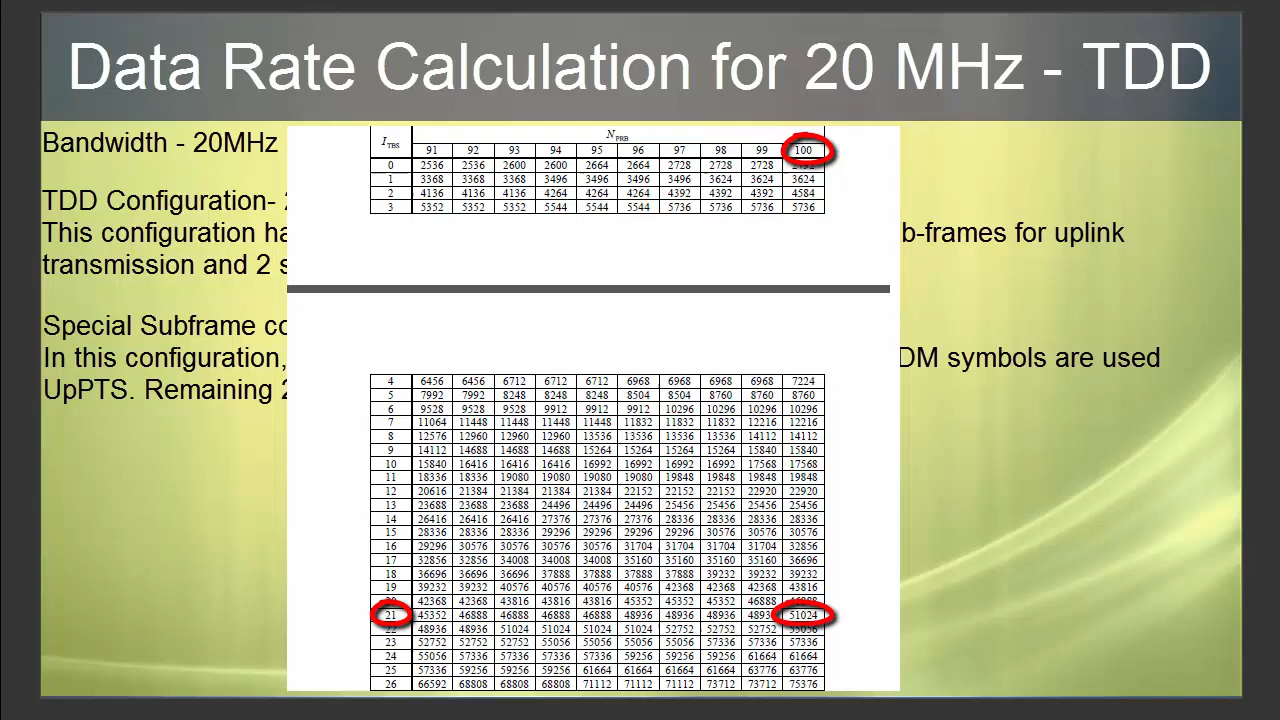 Data Rate Calculation for 20 MHz - TDD
Bandwidth - 20MHz
TDD Configuration-
This configuration
b-frames for uplink
transmission and 2
Special Subframe
In this configuration,
DM symbols are used
UpPTS. Remaining 2
I TBS N PRB
91 92 93 94 95 96 97 98 99 100
0 2536 2536 2600 2600 2664 2664 2728 2728 2728 2792
1 3368 3368 3368 3496 3496 3496 3496 3624 3624 3624
2 4136 4136 4136 4264 4264 4264 4392 4392 4392 4584
3 5352 5352 5352 5544 5544 5544 5736 5736 5736 5736
4 6456 6456 6712 6712 6712 6968 6968 6968 6968 7224
5 7992 7992 8248 8248 8248 8504 8504 8760 8760 8760
6 9528 9528 9528 9912 9912 9912 10296 10296 10296 10296
7 11064 11448 11448 11448 11448 11832 11832 11832 12216 12216
8 12576 12960 12960 12960 13536 13536 13536 13536 14112 14112
9 14112 14688 14688 14688 15264 15264 15264 15264 15840 15840
10 15840 16416 16416 16416 16992 16992 16992 16992 17568 17568
11 18336 18336 19080 19080 19080 19080 19848 19848 19848 19848
12 20616 21384 21384 21384 21384 22152 22152 22152 22920 22920
13 23688 23688 23688 24496 24496 24496 25456 25456 25456 25456
14 26416 26416 26416 27376 27376 27376 28336 28336 28336 28336
15 28336 28336 28336 29296 29296 29296 29296 30576 30576 30576
16 29296 30576 30576 30576 30576 31704 31704 31704 31704 32856
17 32856 32856 34008 34008 34008 35160 35160 35160 35160 36696
18 36696 36696 36696 37888 37888 37888 37888 39232 39232 39232
19 39232 39232 40576 40576 40576 40576 42368 42368 42368 43816
20 42368 42368 43816 43816 43816 45352 45352 45352 46888 46888
21 45352 46888 46888 46888 46888 48936 48936 48936 48936 51024
22 48936 48936 51024 51024 51024 51024 52752 52752 52752 55056
23 52752 52752 52752 55056 55056 55056 55056 57336 57336 57336
24 55056 57336 57336 57336 57336 59256 59256 59256 61664 61664
25 57336 59256 59256 59256 61664 61664 61664 61664 63776 63776
26 66592 68808 68808 68808 71112 71112 71112 73712 73712 75376